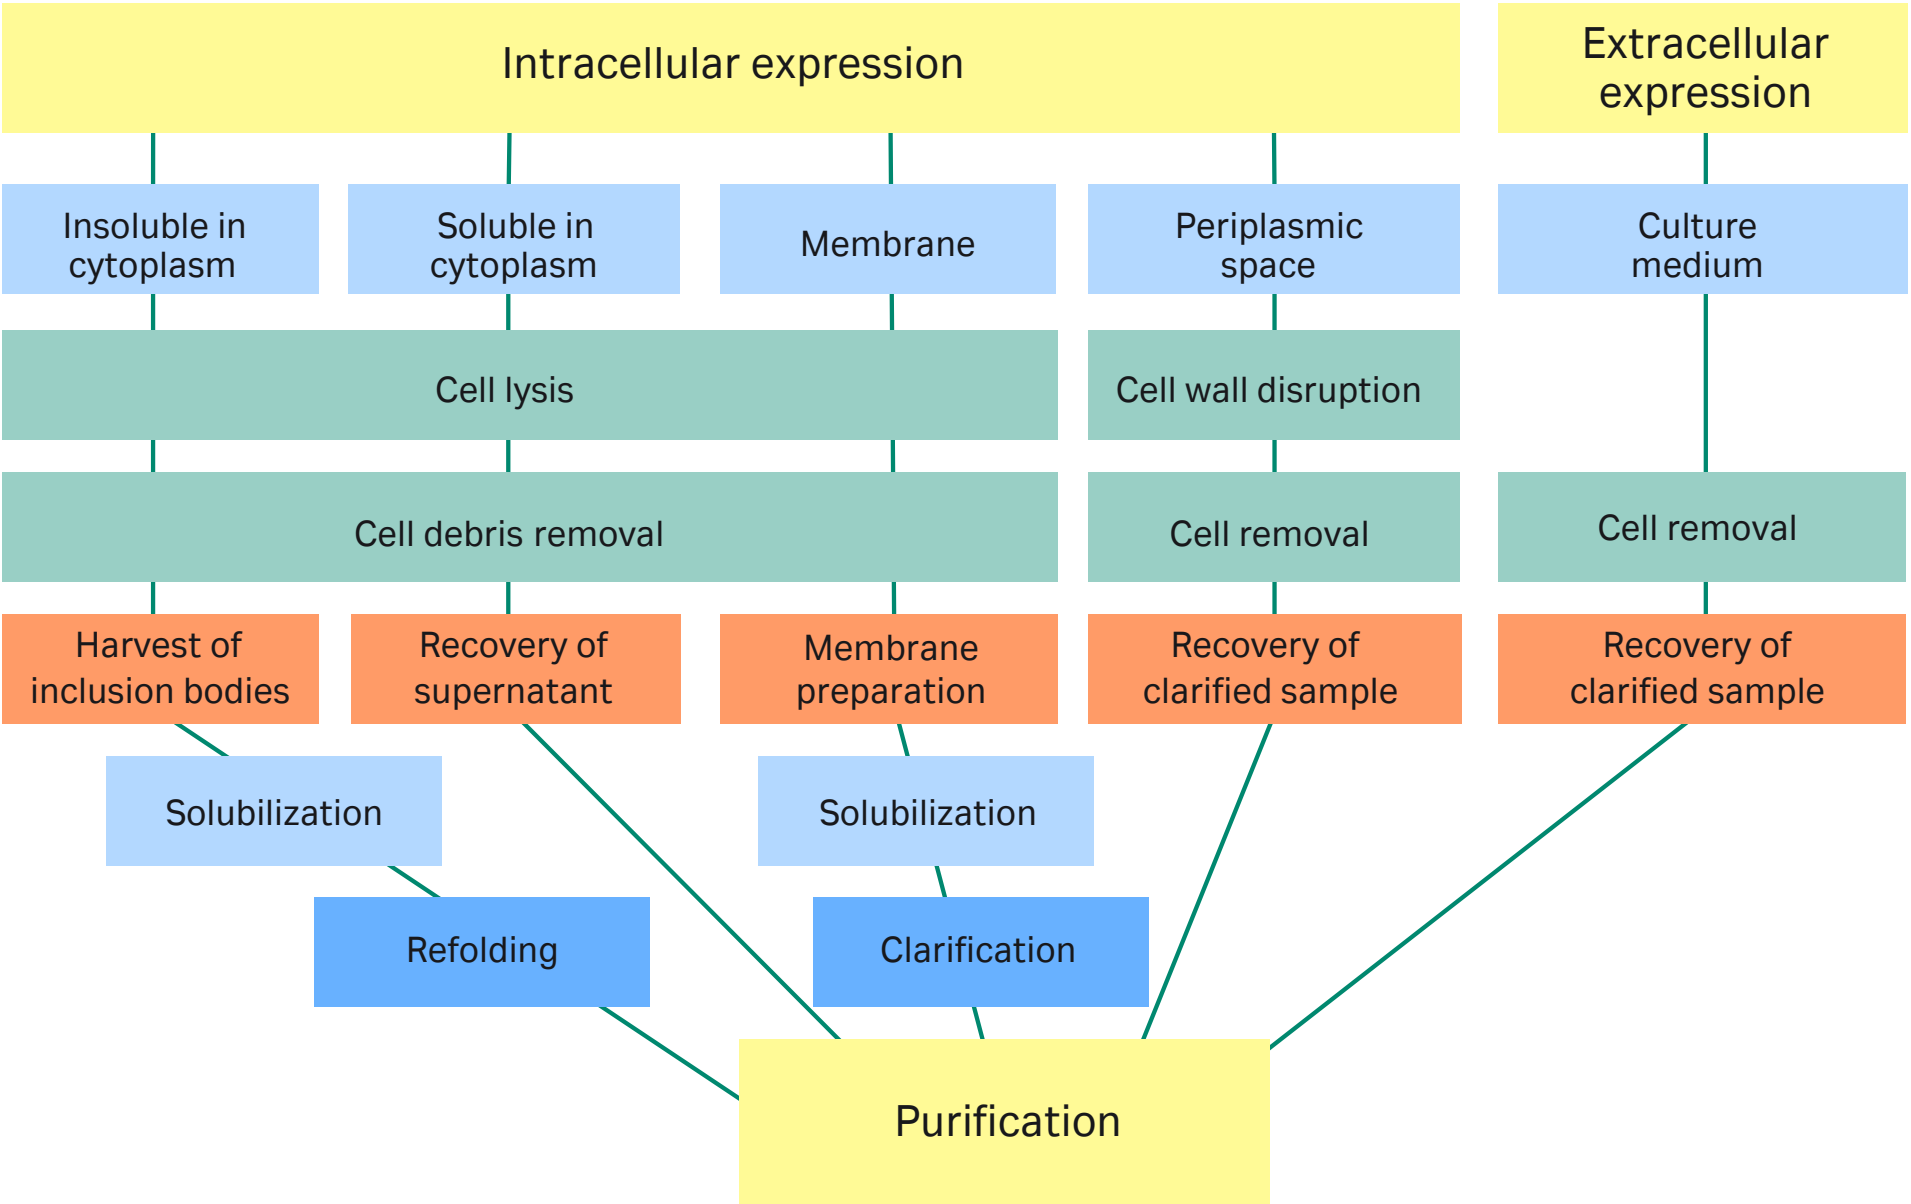 Intracellular expression
Extracellular
expression
Insoluble in
cytoplasm
Soluble in
cytoplasm
Membrane
Periplasmic
space
Culture
medium
Cell lysis
Cell wall disruption
Cell debris removal
Cell removal
Cell removal
Harvest of
inclusion bodies
Recovery of
supernatant
Membrane
preparation
Recovery of
clarified sample
Recovery of
clarified sample
Solubilization
Solubilization
Refolding
Clarification
Purification